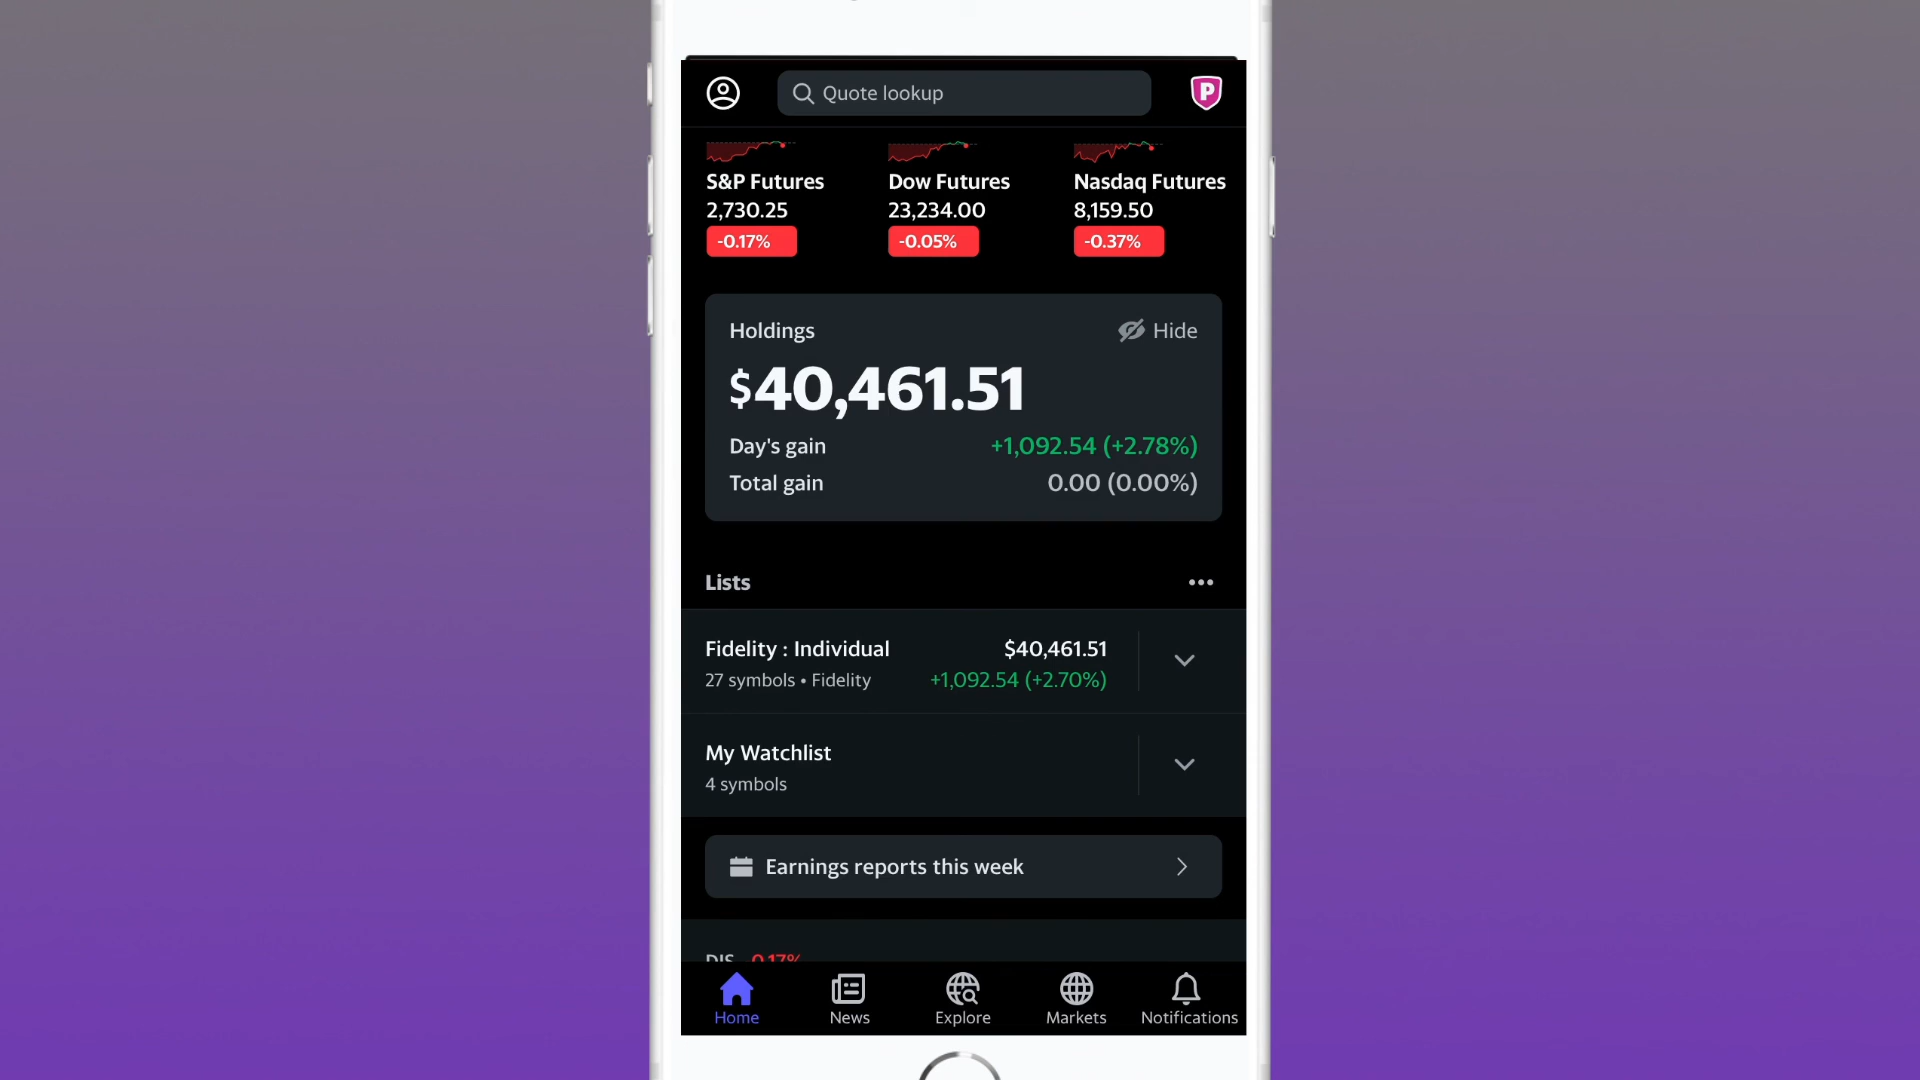 Quote lookup
P
S&P Futures Dow Futures Nasdaq Futures
2,730.25 23,234.00 8,159.50
-0.17% -0.05% -0.37%
Holdings Hide
$40,461.51
Day's gain +1,092.54 (+2.78%)
Total gain 0.00 (0.00%)
Lists
Fidelity : Individual $40,461.51
27 symbols • Fidelity +1,092.54 (+2.70%)
My Watchlist
4 symbols
Earnings reports this week
DIS -0.17%
Home News Explore Markets Notifications